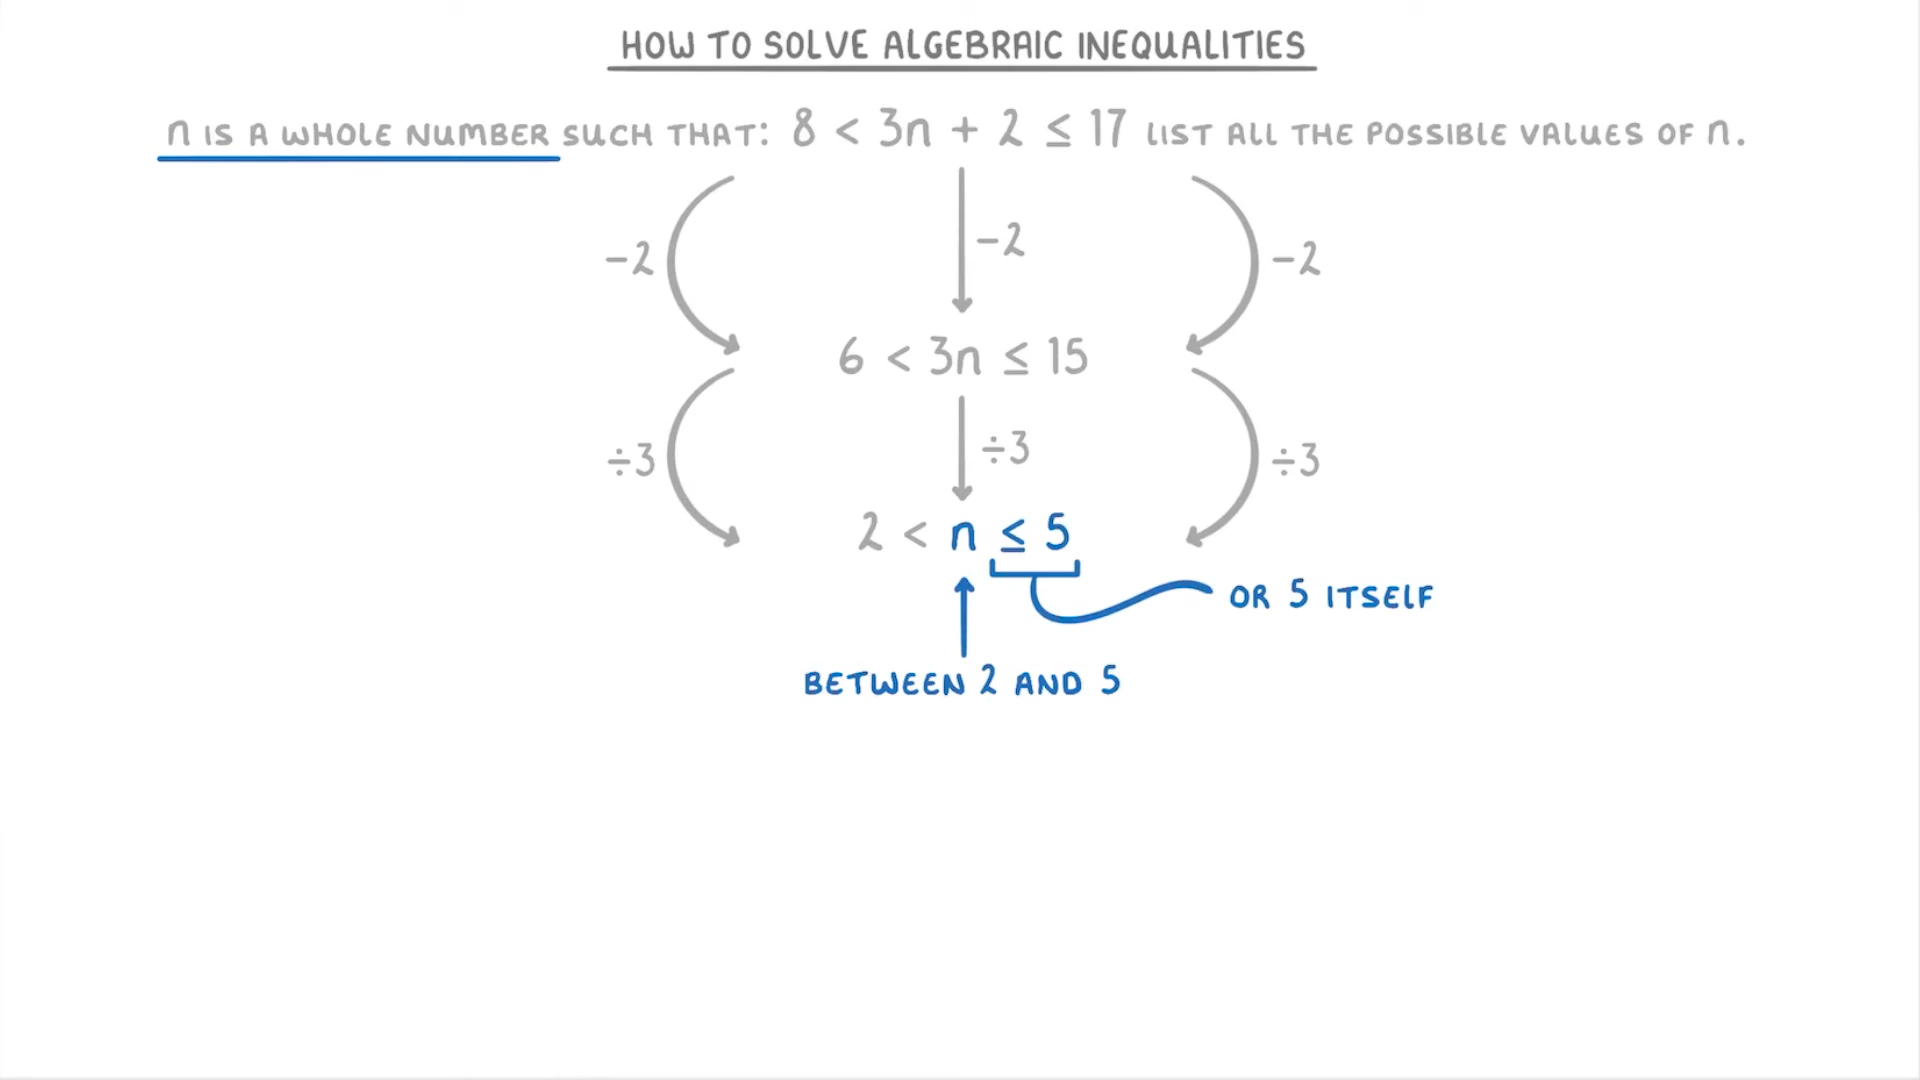 HOW TO SOLVE ALGEBRAIC INEQUALITIES
n IS A WHOLE NUMBER SUCH THAT: 8 < 3n + 2 ≤ 17 LIST ALL THE POSSIBLE VALUES OF n.
-2 -2 -2
6 < 3n ≤ 15
÷3 ÷3 ÷3
2 < n ≤ 5
OR 5 ITSELF
BETWEEN 2 AND 5